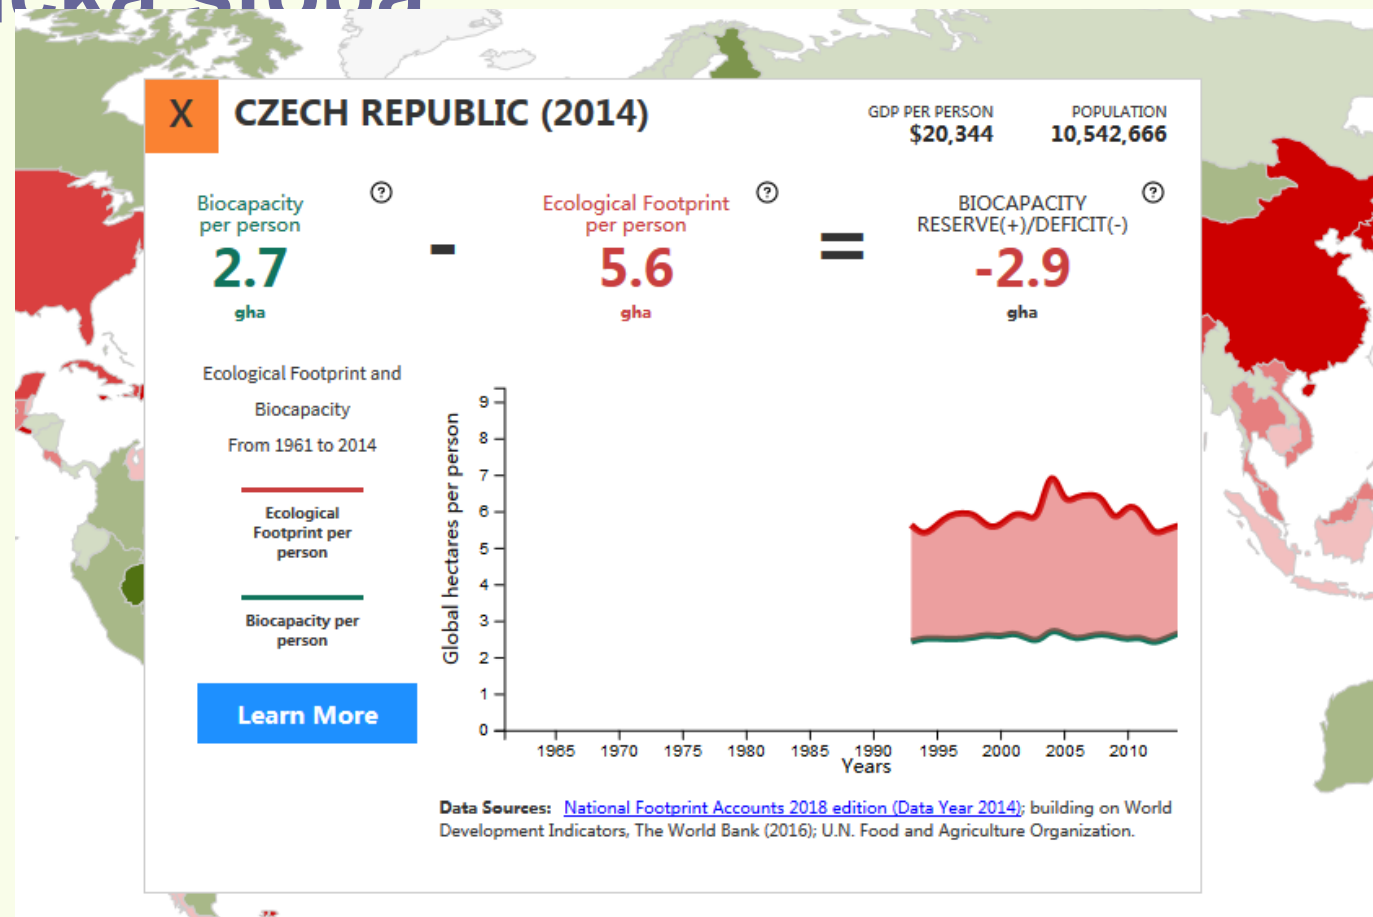 X CZECH REPUBLIC (2014)
GDP PER PERSON
$20,344
POPULATION
10,542,666
Biocapacity
per person
2.7
gha
-
Ecological Footprint
per person
5.6
gha
=
BIOCAPACITY
RESERVE(+)/DEFICIT(-)
-2.9
gha
Ecological Footprint and
Biocapacity
From 1961 to 2014
Ecological
Footprint per
person
Biocapacity per
person
Learn More
Global hectares per person
9
8
7
6
5
4
3
2
1
0
1965 1970 1975 1980 1985 1990 1995 2000 2005 2010
Years
Data Sources: National Footprint Accounts 2018 edition (Data Year 2014); building on World
Development Indicators, The World Bank (2016); U.N. Food and Agriculture Organization.